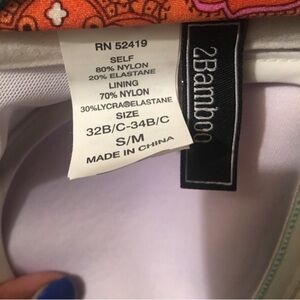 RN 52419
SELF
80% NYLON
20% ELASTANE
LINING
70% NYLON
30%LYCRA®ELASTANE
SIZE
32B/C-34B/C
S/M
MADE IN CHINA
2Bamboo